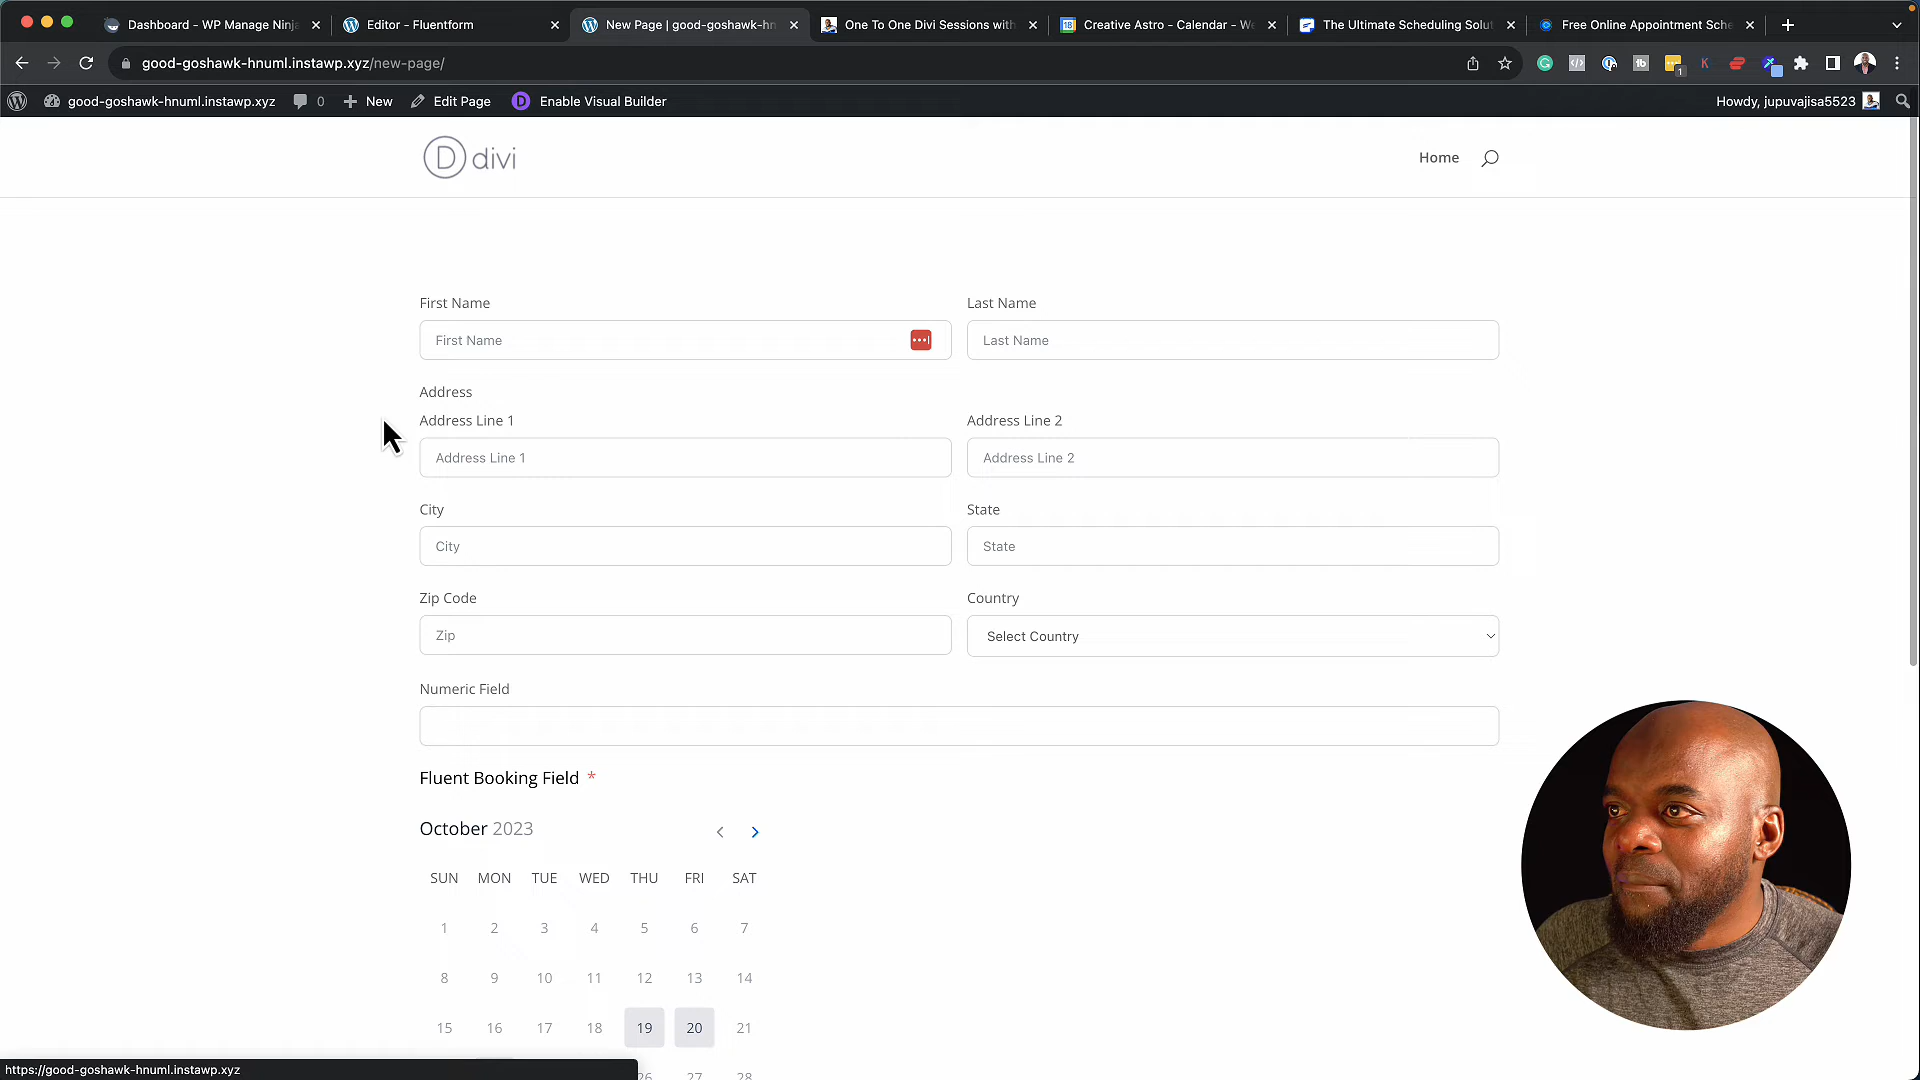 Dashboard - WP Manage Ninja
Editor - Fluentform
New Page | good-goshawk-hn
One To One Divi Sessions with
Creative Astro - Calendar - We
The Ultimate Scheduling Solut
Free Online Appointment Sche
good-goshawk-hnuml.instawp.xyz/new-page/
good-goshawk-hnuml.instawp.xyz
0
New
Edit Page
Enable Visual Builder
Howdy, jupuvajisa5523
D divi
Home
First Name
Last Name
First Name
Last Name
Address
Address Line 1
Address Line 2
Address Line 1
Address Line 2
City
State
City
State
Zip Code
Country
Zip
Select Country
Numeric Field
Fluent Booking Field *
October 2023
SUN MON TUE WED THU FRI SAT
1 2 3 4 5 6 7
8 9 10 11 12 13 14
15 16 17 18 19 20 21
26 27 28
https://good-goshawk-hnuml.instawp.xyz